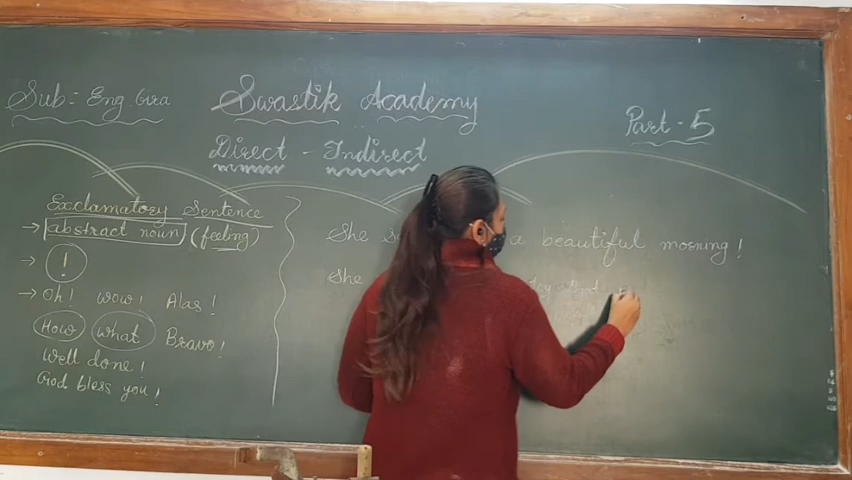 Sub: Eng. Gra
Swastik Academy
Part - 5
Direct - Indirect
Exclamatory Sentence
→ abstract noun (feeling)
→ !
→ Oh! wow! Alas!
How what Bravo!
Well done!
God bless you!
She a beautiful morning!
She